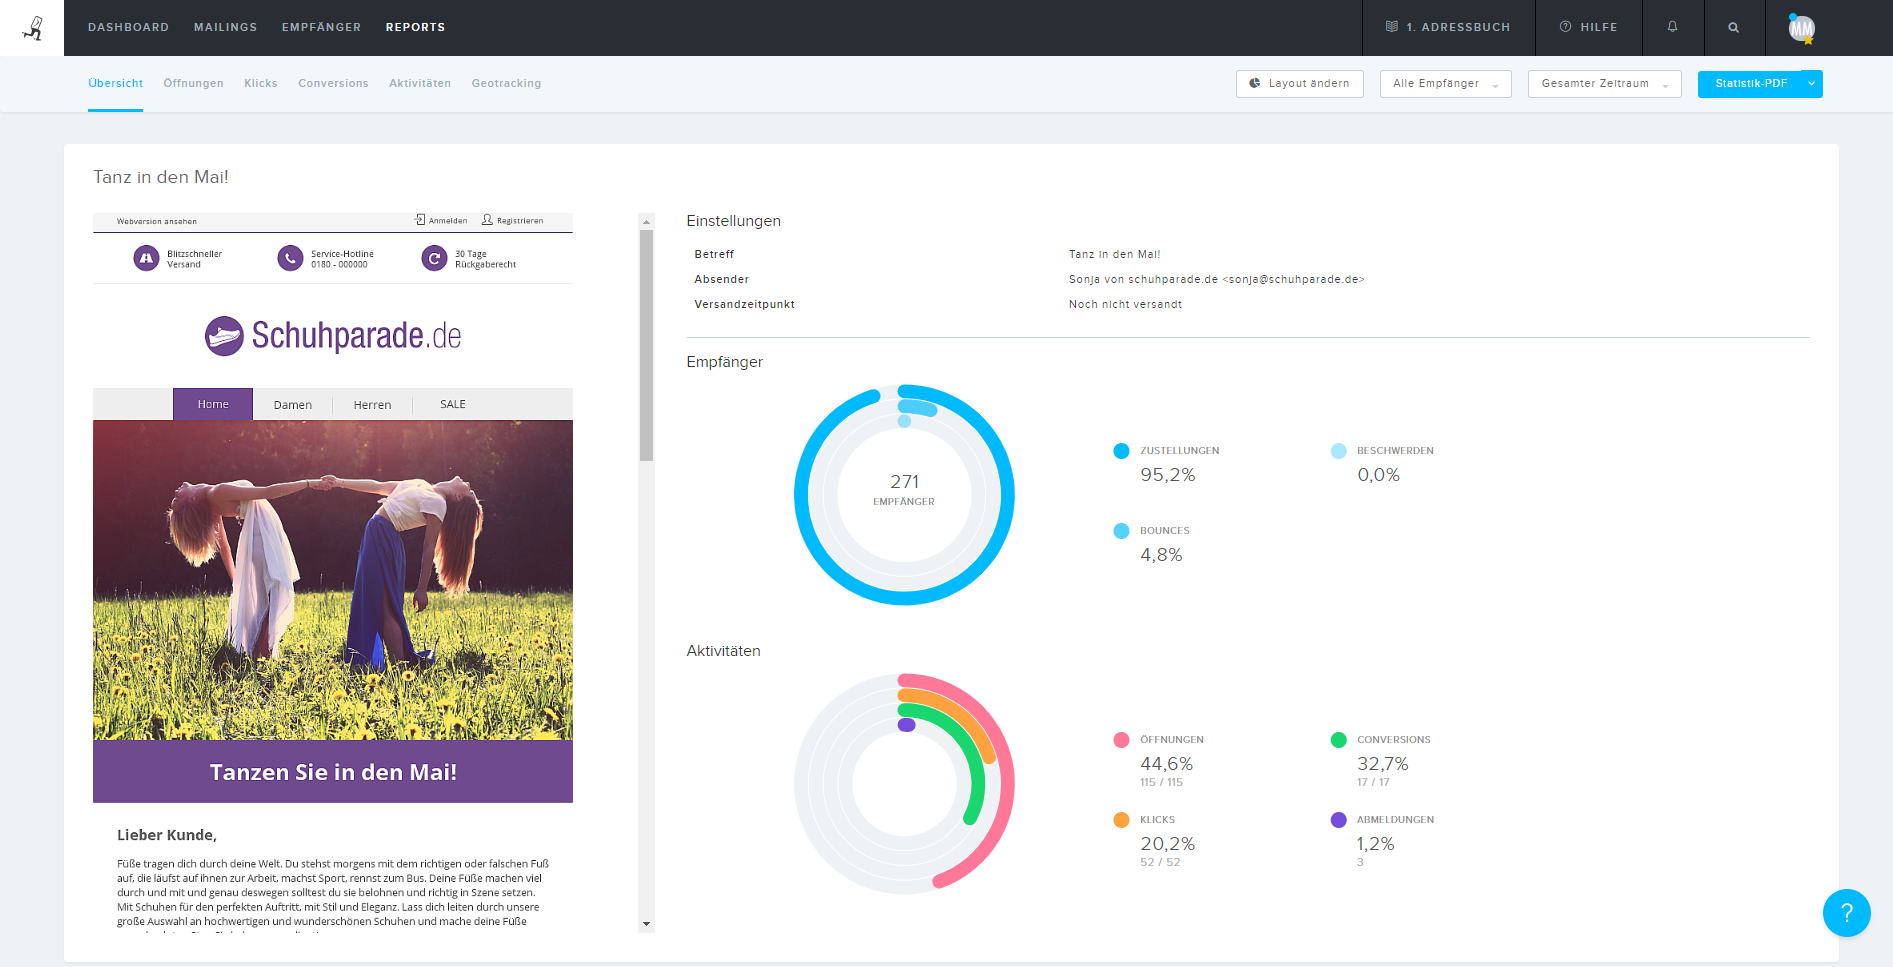 DASHBOARD MAILINGS EMPFÄNGER REPORTS
1. ADRESSBUCH HILFE MM
Übersicht Öffnungen Klicks Conversions Aktivitäten Geotracking
Layout ändern Alle Empfänger Gesamter Zeitraum Statistik-PDF
Tanz in den Mai!
Webversion ansehen Anmelden Registrieren
Blitzschneller
Versand
Service-Hotline
0180 - 000000
30 Tage
Rückgaberecht
Schuhparade.de
Home Damen Herren SALE
Tanzen Sie in den Mai!
Lieber Kunde,
Füße tragen dich durch deine Welt. Du stehst morgens mit dem richtigen oder falschen Fuß
auf, die läufst auf ihnen zur Arbeit, machst Sport, rennst zum Bus. Deine Füße machen viel
durch und mit und genau deswegen solltest du sie belohnen und richtig in Szene setzen.
Mit Schuhen für den perfekten Auftritt, mit Stil und Eleganz. Lass dich leiten durch unsere
große Auswahl an hochwertigen und wunderschönen Schuhen und mache deine Füße
Einstellungen
Betreff Tanz in den Mai!
Absender Sonja von schuhparade.de <sonja@schuhparade.de>
Versandzeitpunkt Noch nicht versandt
Empfänger
271
EMPFÄNGER
ZUSTELLUNGEN
95,2%
BESCHWERDEN
0,0%
BOUNCES
4,8%
Aktivitäten
ÖFFNUNGEN
44,6%
115 / 115
CONVERSIONS
32,7%
17 / 17
KLICKS
20,2%
52 / 52
ABMELDUNGEN
1,2%
3
?